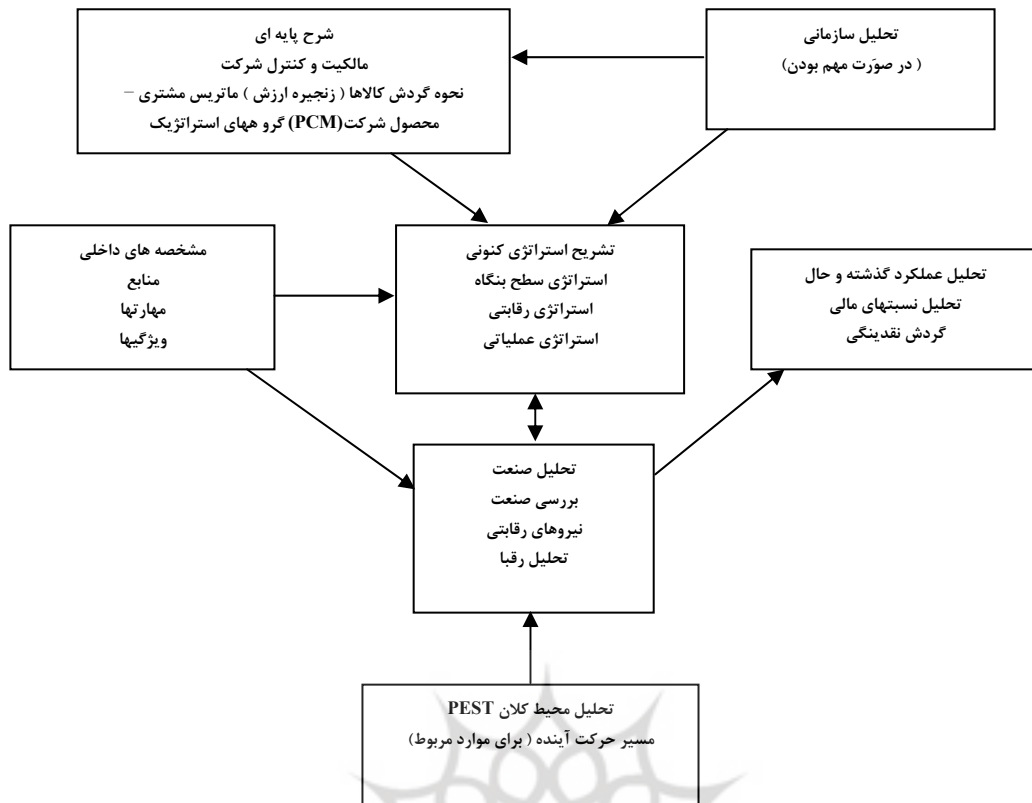 شرح پایه ای
مالکیت و کنترل شرکت
نحوه گردش کالاها ( زنجیره ارزش ) ماتریس مشتری –
محصول شرکت(PCM) گرو ههای استراتژیک
تحلیل سازمانی
( در صوَرت مهم بودن)
مشخصه های داخلی
منابع
مهارتها
ویژگیها
تشریح استراتژی کنونی
استراتژی سطح بنگاه
استراتژی رقابتی
استراتژی عملیاتی
تحلیل عملکرد گذشته و حال
تحلیل نسبتهای مالی
گردش نقدینگی
تحلیل صنعت
بررسی صنعت
نیروهای رقابتی
تحلیل رقبا
تحلیل محیط کلان PEST
مسیر حرکت آینده ( برای موارد مربوط)